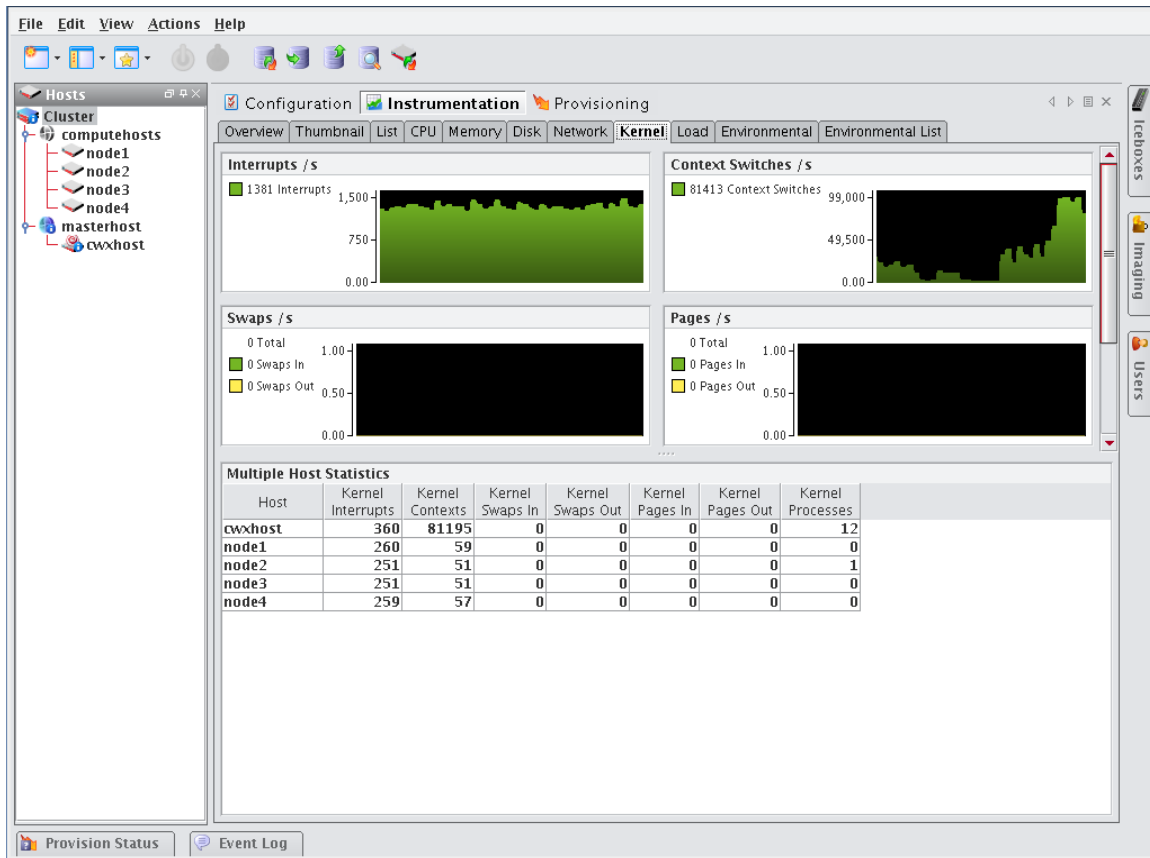 File Edit View Actions Help
Hosts
Cluster
computehosts
node1
node2
node3
node4
masterhost
cwxhost
Configuration Instrumentation Provisioning
Overview Thumbnail List CPU Memory Disk Network Kernel Load Environmental Environmental List
Interrupts /s
1381 Interrupts
1,500
750
0.00
Context Switches /s
81413 Context Switches
99,000
49,500
0.00
Swaps /s
0 Total
0 Swaps In
0 Swaps Out
1.00
0.50
0.00
Pages /s
0 Total
0 Pages In
0 Pages Out
1.00
0.50
0.00
Multiple Host Statistics
Host Kernel Interrupts Kernel Contexts Kernel Swaps In Kernel Swaps Out Kernel Pages In Kernel Pages Out Kernel Processes
cwxhost 360 81195 0 0 0 0 12
node1 260 59 0 0 0 0 0
node2 251 51 0 0 0 0 1
node3 251 51 0 0 0 0 0
node4 259 57 0 0 0 0 0
Iceboxes
Imaging
Users
Provision Status Event Log